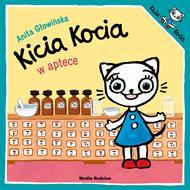 Anita Głowińska
Kicia Kocia
w aptece
Media Rodzina